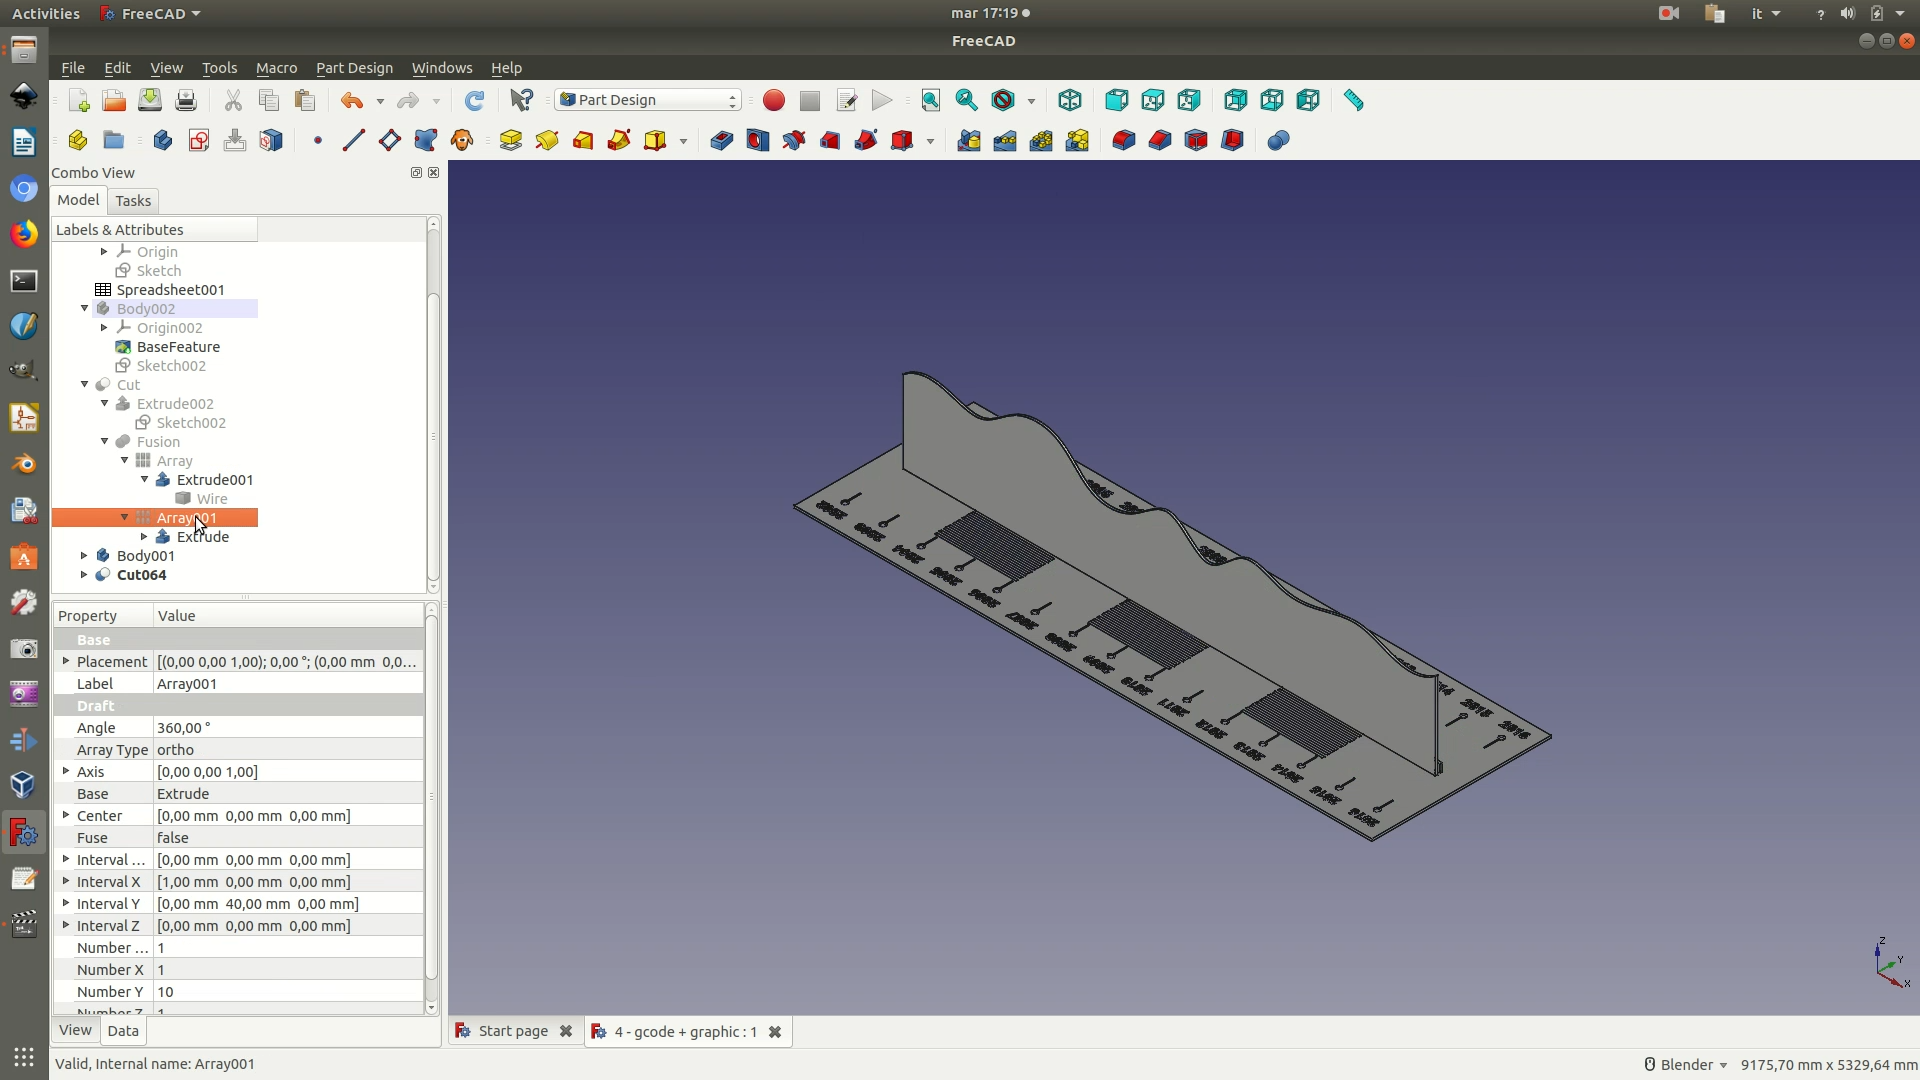 Activities FreeCAD mar 17:19 it ?
FreeCAD
File Edit View Tools Macro Part Design Windows Help
Part Design
Combo View
Model Tasks
Labels & Attributes
Origin
Sketch
Spreadsheet001
Body002
Origin002
BaseFeature
Sketch002
Cut
Extrude002
Sketch002
Fusion
Array
Extrude001
Wire
Array001
Extrude
Body001
Cut064
Property Value
Base
Placement [(0,00 0,00 1,00); 0,00 °; (0,00 mm 0,0...
Label Array001
Draft
Angle 360,00 °
Array Type ortho
Axis [0,00 0,00 1,00]
Base Extrude
Center [0,00 mm 0,00 mm 0,00 mm]
Fuse false
Interval ... [0,00 mm 0,00 mm 0,00 mm]
Interval X [1,00 mm 0,00 mm 0,00 mm]
Interval Y [0,00 mm 40,00 mm 0,00 mm]
Interval Z [0,00 mm 0,00 mm 0,00 mm]
Number ... 1
Number X 1
Number Y 10
View Data
Start page 4 - gcode + graphic : 1
Z
Y
X
Valid, Internal name: Array001 Blender 9175,70 mm x 5329,64 mm